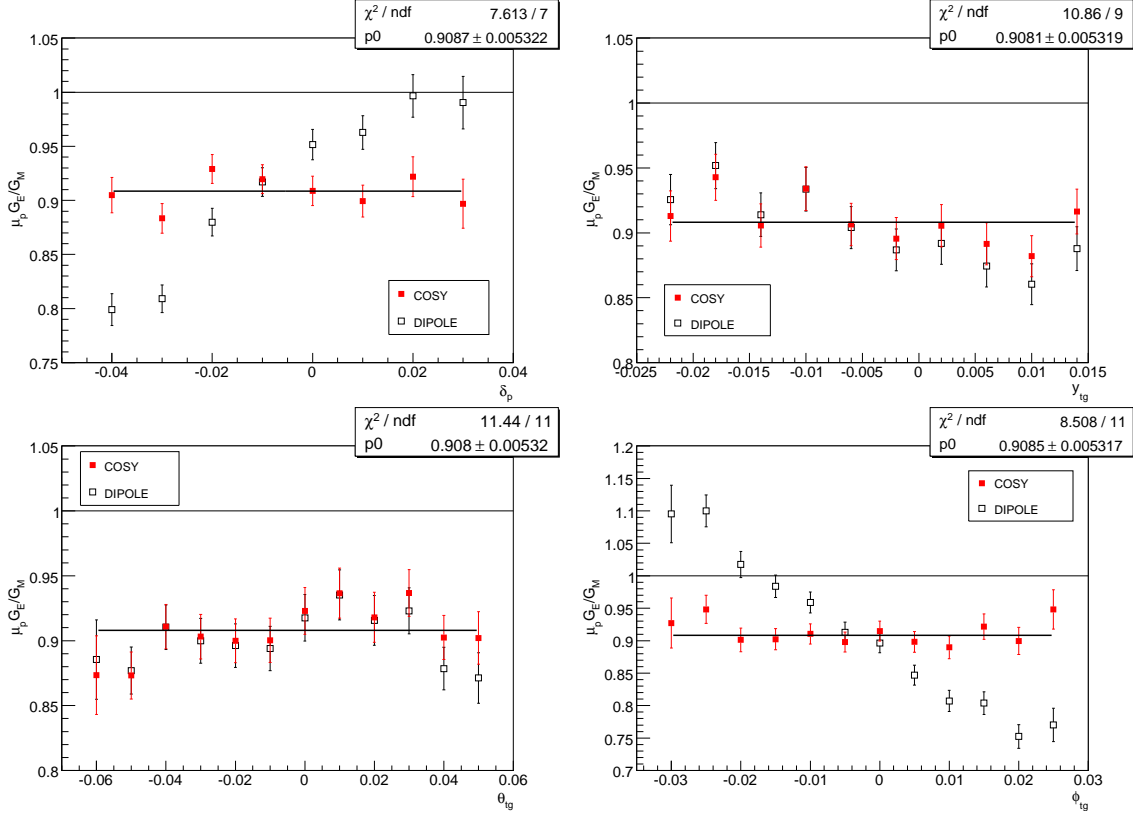 χ² / ndf 7.613 / 7
p0 0.9087 ± 0.005322
1.05
1
0.95
0.9
0.85
0.8
0.75
μp GE/GM
COSY
DIPOLE
-0.04 -0.02 0 0.02 0.04
δp
χ² / ndf 10.86 / 9
p0 0.9081 ± 0.005319
1.05
1
0.95
0.9
0.85
0.8
μp GE/GM
COSY
DIPOLE
-0.025 -0.02 -0.015 -0.01 -0.005 0 0.005 0.01 0.015
ytg
χ² / ndf 11.44 / 11
p0 0.908 ± 0.00532
1.05
1
0.95
0.9
0.85
0.8
μp GE/GM
COSY
DIPOLE
-0.06 -0.04 -0.02 0 0.02 0.04 0.06
θtg
χ² / ndf 8.508 / 11
p0 0.9085 ± 0.005317
1.2
1.1
1.05
1
0.95
0.9
0.85
0.8
0.75
0.7
μp GE/GM
COSY
DIPOLE
-0.03 -0.02 -0.01 0 0.01 0.02 0.03
ϕtg